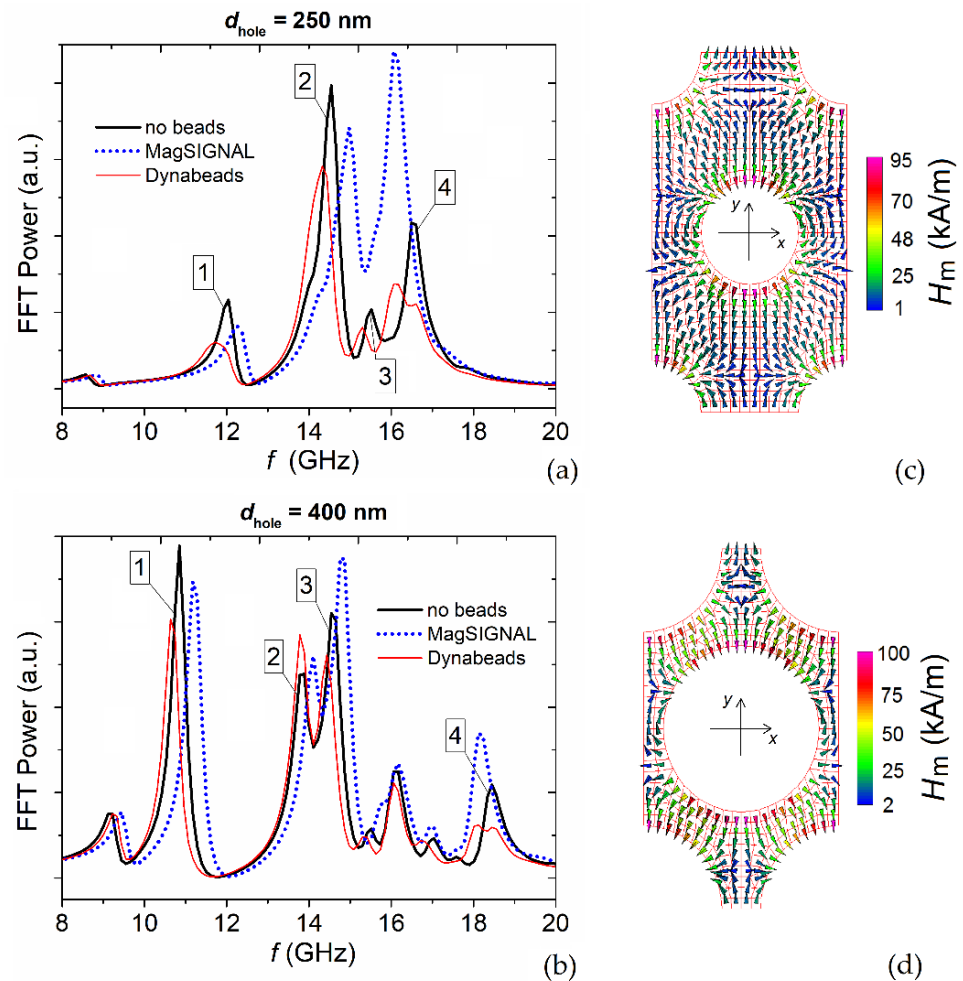 d_hole = 250 nm
FFT Power (a.u.)
no beads
MagSIGNAL
Dynabeads
1
2
3
4
8 10 12 14 16 18 20
f (GHz)
(a)
y
x
95
70
48
25
1
H_m (kA/m)
(c)
d_hole = 400 nm
FFT Power (a.u.)
no beads
MagSIGNAL
Dynabeads
1
2
3
4
8 10 12 14 16 18 20
f (GHz)
(b)
y
x
100
75
50
25
2
H_m (kA/m)
(d)